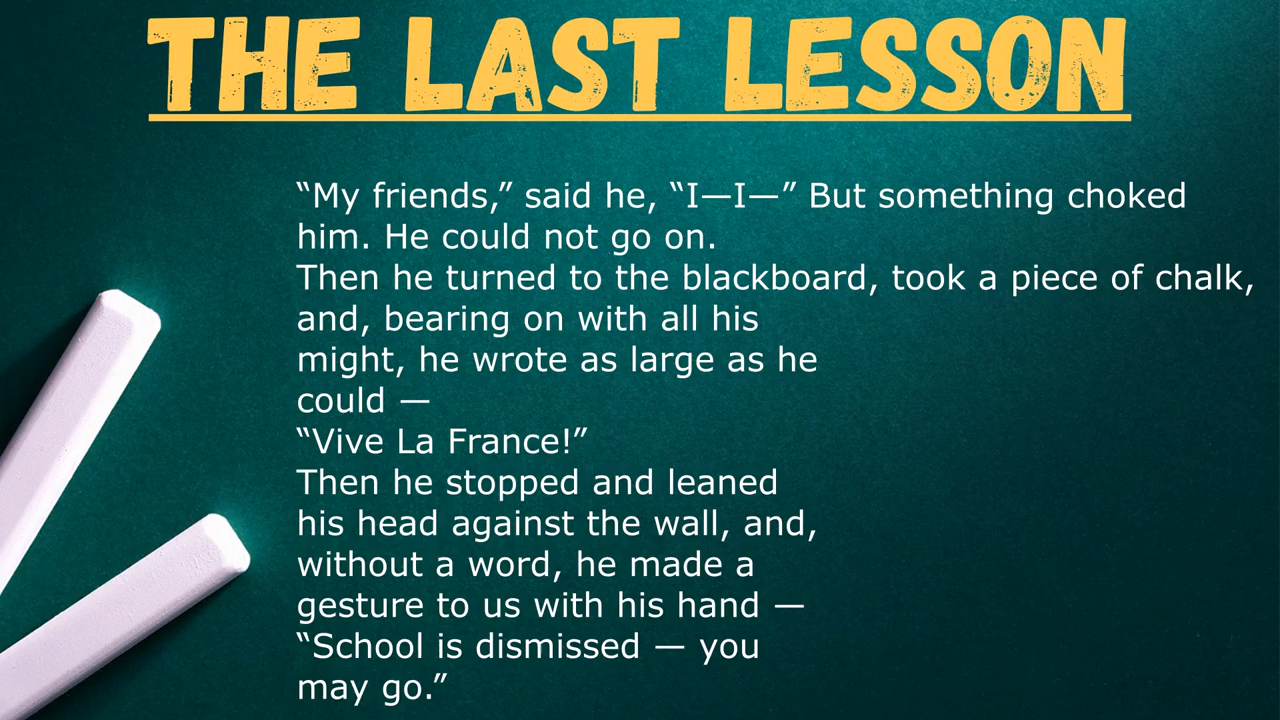 THE LAST LESSON
“My friends,” said he, “I—I—” But something choked
him. He could not go on.
Then he turned to the blackboard, took a piece of chalk,
and, bearing on with all his
might, he wrote as large as he
could —
“Vive La France!”
Then he stopped and leaned
his head against the wall, and,
without a word, he made a
gesture to us with his hand —
“School is dismissed — you
may go.”